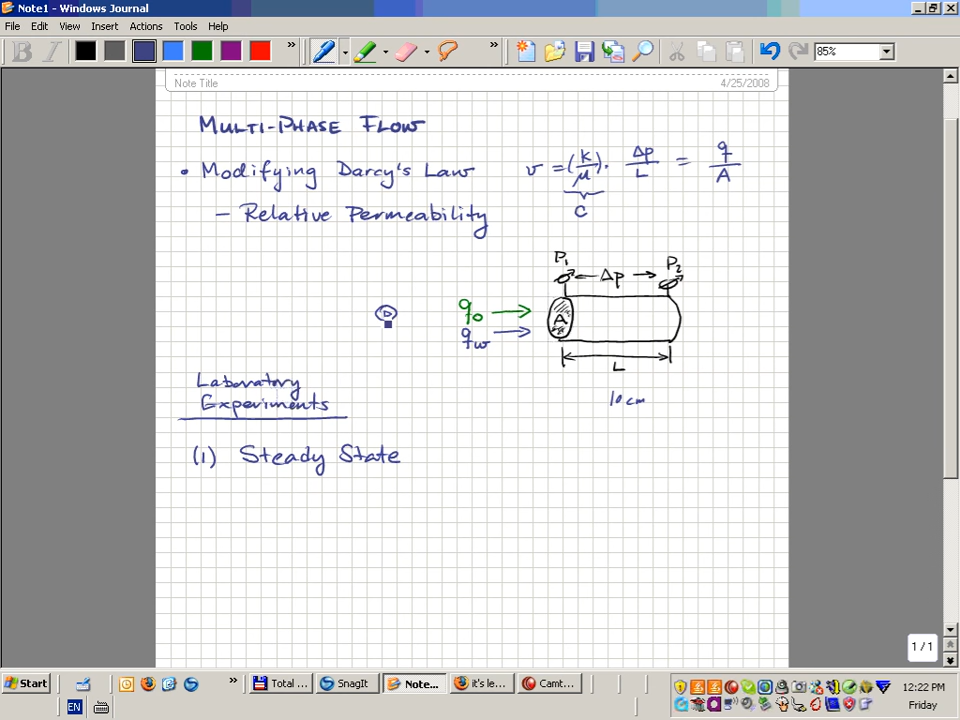 Note1 - Windows Journal
File Edit View Insert Actions Tools Help
B I » » 85%
Note Title 4/25/2008
MULTI-PHASE FLOW
• Modifying Darcy's Law v = (k/μ) · Δp/L = q/A
C
- Relative Permeability
P1 P2
Δp
qo
A
qw
L
10 cm
Laboratory
Experiments
(1) Steady State
1 / 1
Start » Total ... SnagIt Note... it's le... Camt... 12:22 PM
EN Friday